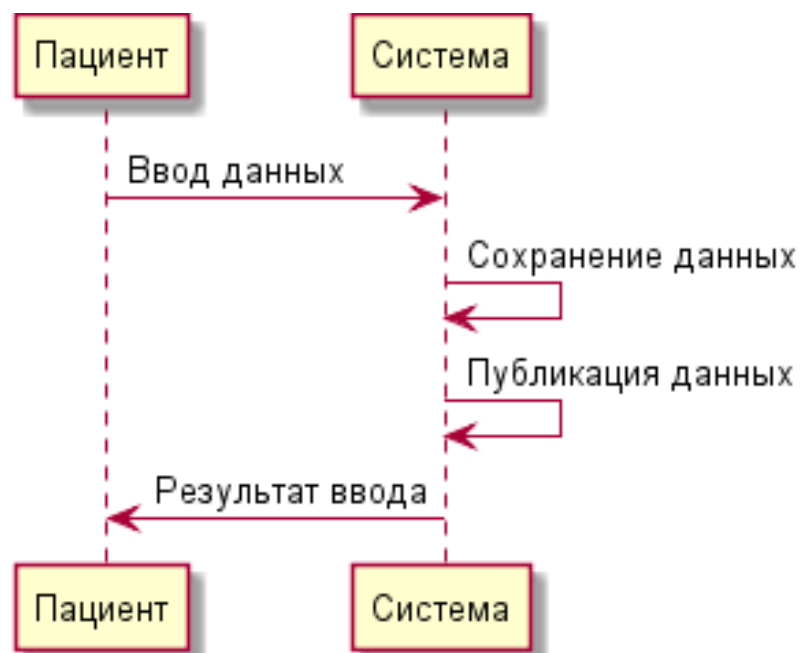 Пациент
Система
Ввод данных
Сохранение данных
Публикация данных
Результат ввода
Пациент
Система